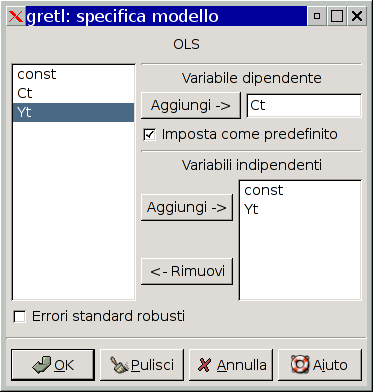 gretl: specifica modello
OLS
const
Ct
Yt
Variabile dipendente
Aggiungi -> Ct
Imposta come predefinito
Variabili indipendenti
Aggiungi ->
<- Rimuovi
const
Yt
Errori standard robusti
OK Pulisci Annulla Aiuto